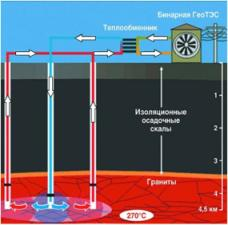 Бинарная ГеоТЭС
Теплообменник
1
Изоляционные
осадочные
скалы
2
3
Граниты
4
4,5 км
270°C